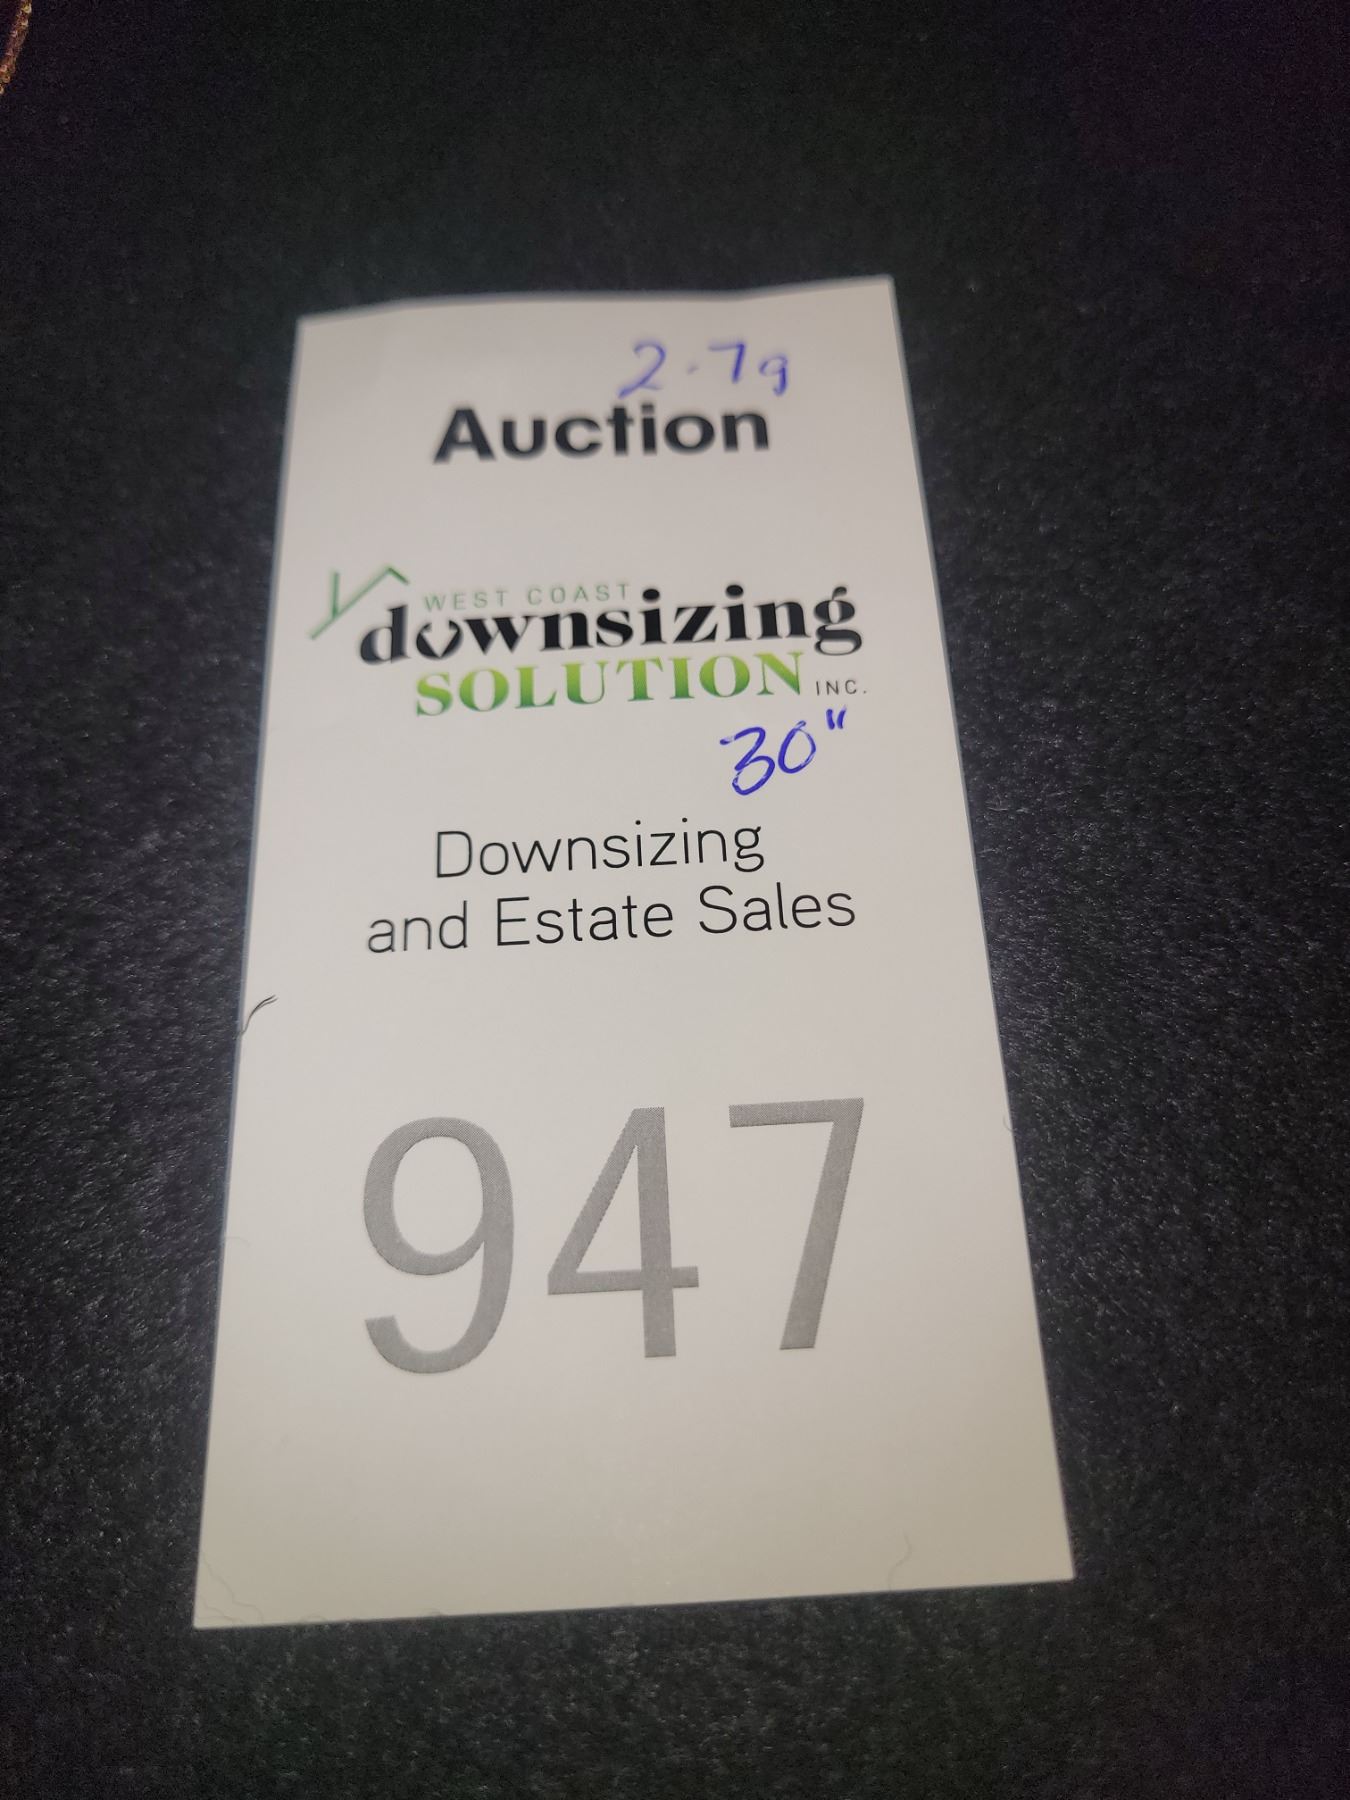 2.7g
Auction
WEST COAST
downsizing
SOLUTION INC.
30"
Downsizing
and Estate Sales
947